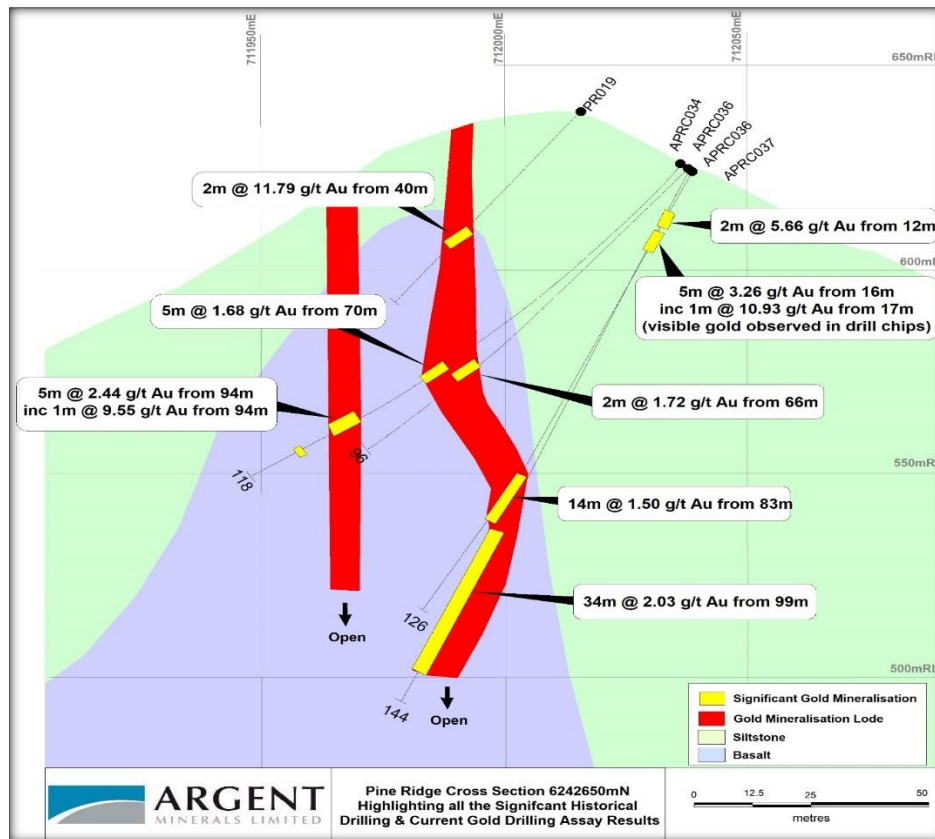 711950mE
712000mE
712050mE
650mRL
PR019
APRC034
APRC036
APRC036
APRC037
2m @ 11.79 g/t Au from 40m
2m @ 5.66 g/t Au from 12m
600mRL
5m @ 3.26 g/t Au from 16m
inc 1m @ 10.93 g/t Au from 17m
(visible gold observed in drill chips)
5m @ 1.68 g/t Au from 70m
5m @ 2.44 g/t Au from 94m
inc 1m @ 9.55 g/t Au from 94m
2m @ 1.72 g/t Au from 66m
96
118
550mRL
14m @ 1.50 g/t Au from 83m
34m @ 2.03 g/t Au from 99m
126
Open
500mRL
144
Open
Significant Gold Mineralisation
Gold Mineralisation Lode
Siltstone
Basalt
ARGENT
MINERALS LIMITED
Pine Ridge Cross Section 6242650mN
Highlighting all the Signifcant Historical
Drilling & Current Gold Drilling Assay Results
0 12.5 25 50
metres